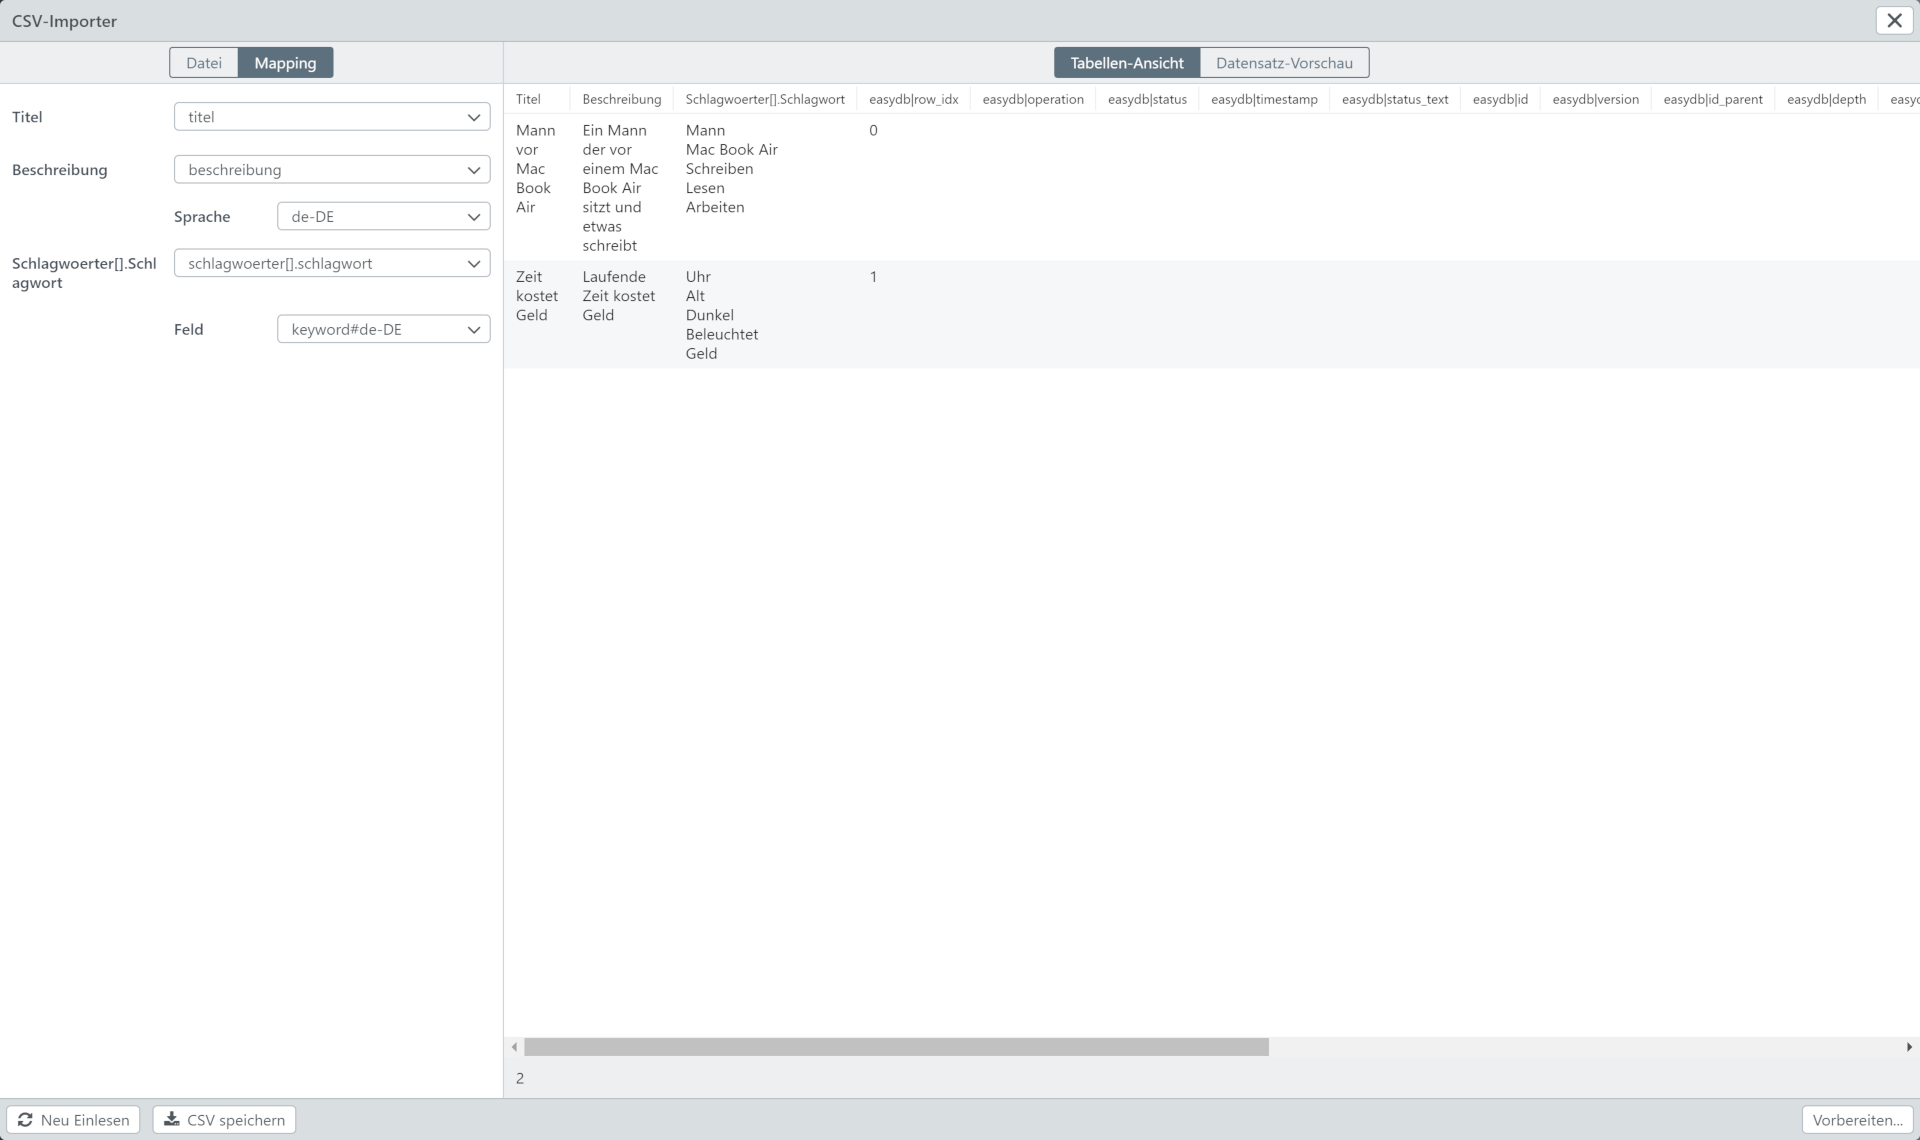 CSV-Importer
Datei
Mapping
Tabellen-Ansicht
Datensatz-Vorschau
Titel
titel
Beschreibung
beschreibung
Sprache
de-DE
Schlagwoerter[].Schl
agwort
schlagwoerter[].schlagwort
Feld
keyword#de-DE
Titel Beschreibung Schlagwoerter[].Schlagwort easydb|row_idx easydb|operation easydb|status easydb|timestamp easydb|status_text easydb|id easydb|version easydb|id_parent easydb|depth
Mann
vor
Mac
Book
Air
Ein Mann
der vor
einem Mac
Book Air
sitzt und
etwas
schreibt
Mann
Mac Book Air
Schreiben
Lesen
Arbeiten
0
Zeit
kostet
Geld
Laufende
Zeit kostet
Geld
Uhr
Alt
Dunkel
Beleuchtet
Geld
1
2
Neu Einlesen
CSV speichern
Vorbereiten...